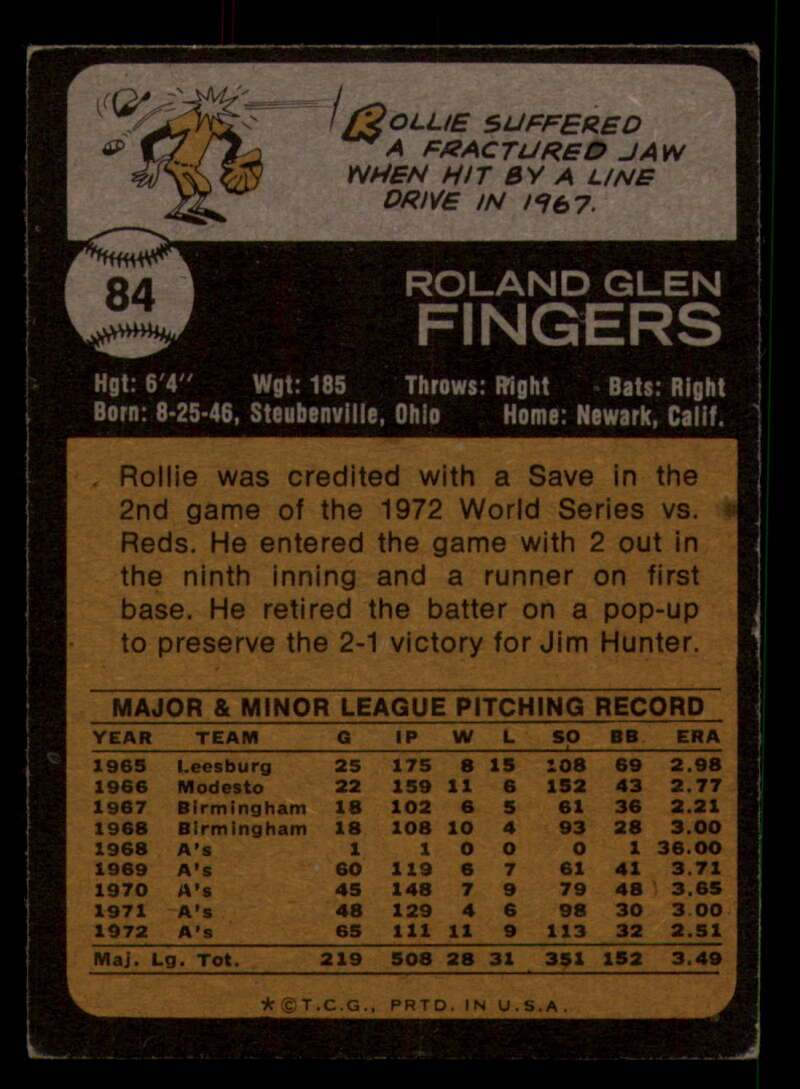 ROLLIE SUFFERED
A FRACTURED JAW
WHEN HIT BY A LINE
DRIVE IN 1967.
84
ROLAND GLEN
FINGERS
Hgt: 6'4" Wgt: 185 Throws: Right Bats: Right
Born: 8-25-46, Steubenville, Ohio Home: Newark, Calif.
Rollie was credited with a Save in the
2nd game of the 1972 World Series vs.
Reds. He entered the game with 2 out in
the ninth inning and a runner on first
base. He retired the batter on a pop-up
to preserve the 2-1 victory for Jim Hunter.
MAJOR & MINOR LEAGUE PITCHING RECORD
YEAR TEAM G IP W L SO BB ERA
1965 Leesburg 25 175 8 15 108 69 2.98
1966 Modesto 22 159 11 6 152 43 2.77
1967 Birmingham 18 102 6 5 61 36 2.21
1968 Birmingham 18 108 10 4 93 28 3.00
1968 A's 1 1 0 0 0 1 36.00
1969 A's 60 119 6 7 61 41 3.71
1970 A's 45 148 7 9 79 48 3.65
1971 A's 48 129 4 6 98 30 3.00
1972 A's 65 111 11 9 113 32 2.51
Maj. Lg. Tot. 219 508 28 31 351 152 3.49
*©T.C.G., PRTD. IN U.S.A.